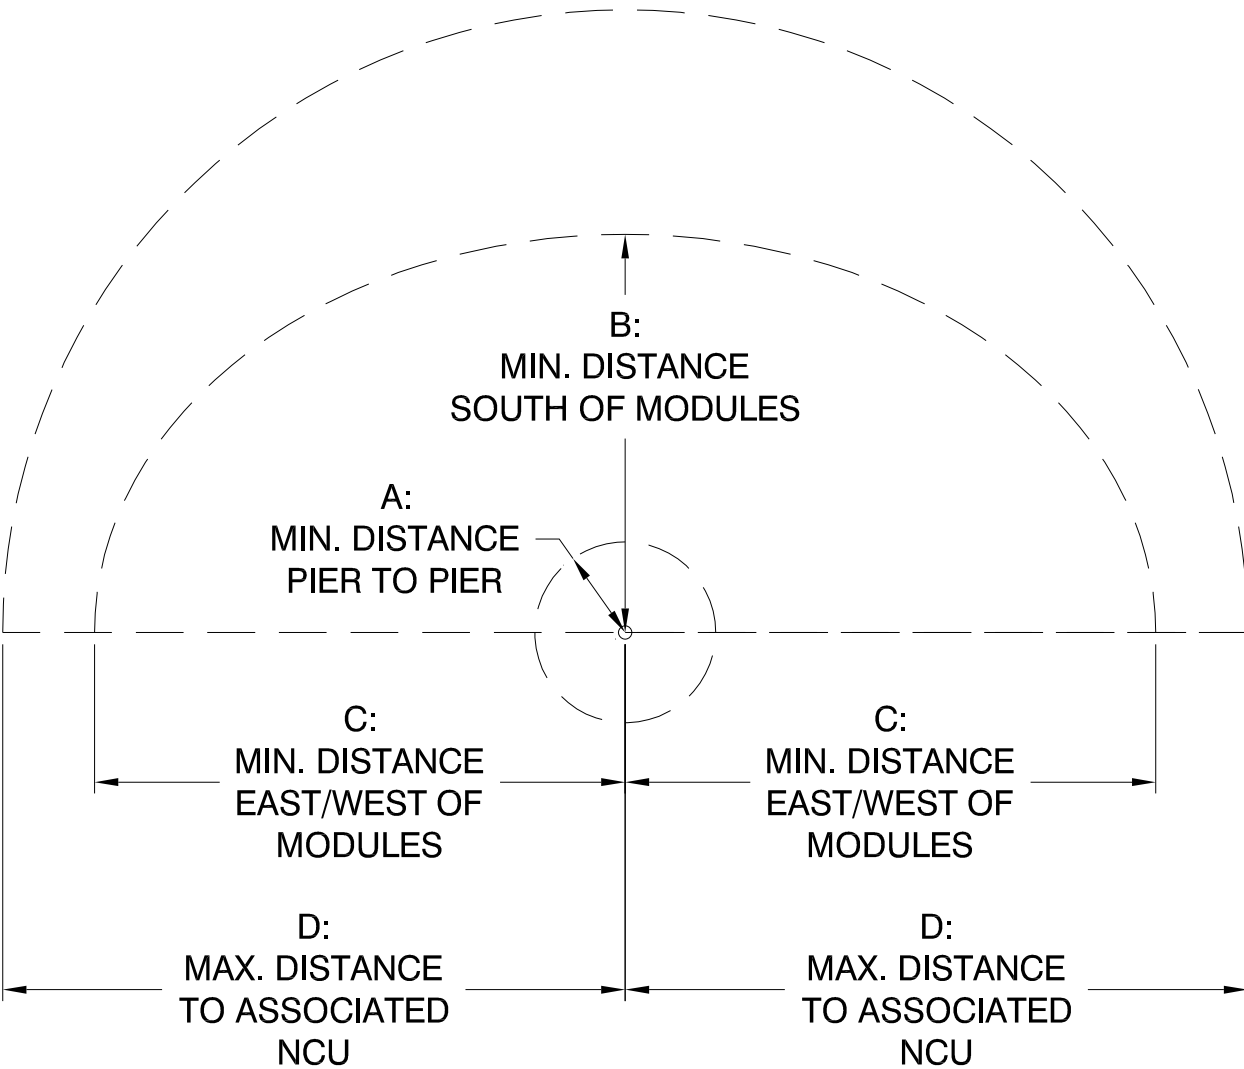 B:
MIN. DISTANCE
SOUTH OF MODULES
A:
MIN. DISTANCE
PIER TO PIER
C:
MIN. DISTANCE
EAST/WEST OF
MODULES
C:
MIN. DISTANCE
EAST/WEST OF
MODULES
D:
MAX. DISTANCE
TO ASSOCIATED
NCU
D:
MAX. DISTANCE
TO ASSOCIATED
NCU